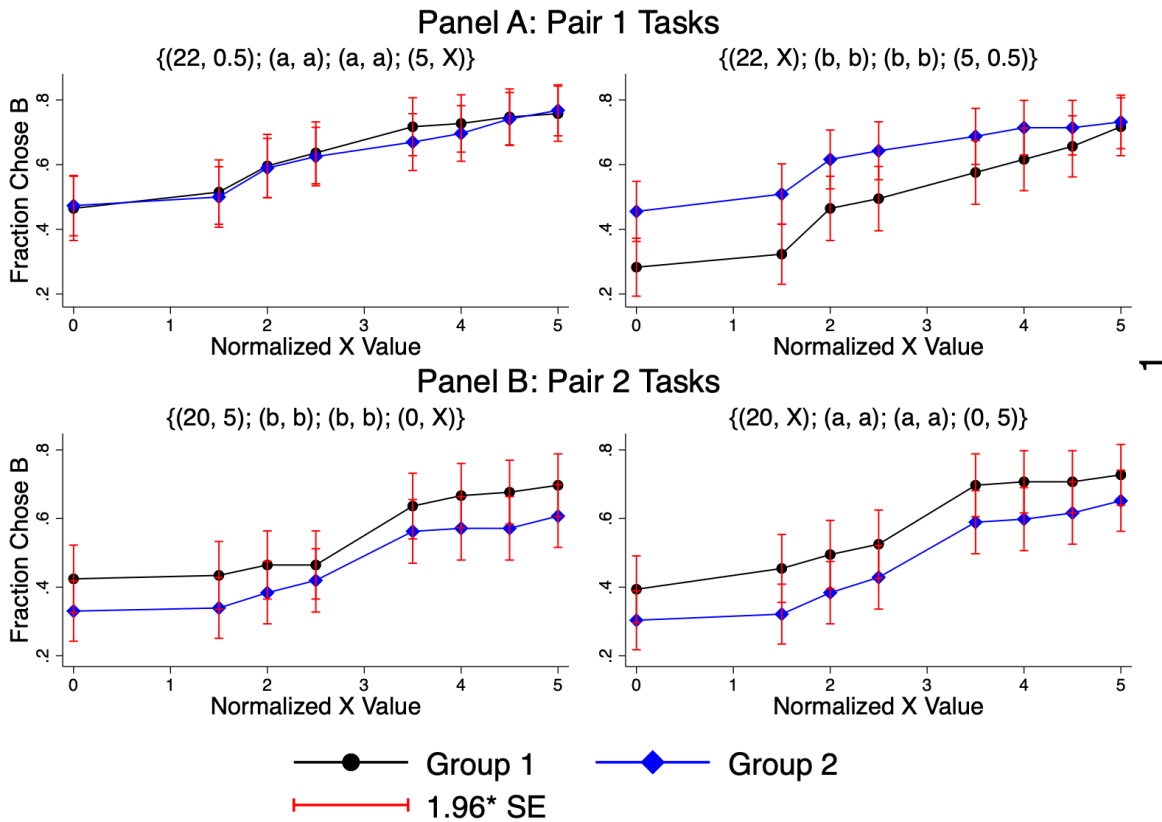 Panel A: Pair 1 Tasks
{(22, 0.5); (a, a); (a, a); (5, X)}
{(22, X); (b, b); (b, b); (5, 0.5)}
Fraction Chose B
.8
.6
.4
.2
0 1 2 3 4 5
Normalized X Value
.8
.6
.4
.2
0 1 2 3 4 5
Normalized X Value
1
Panel B: Pair 2 Tasks
{(20, 5); (b, b); (b, b); (0, X)}
{(20, X); (a, a); (a, a); (0, 5)}
Fraction Chose B
.8
.6
.4
.2
0 1 2 3 4 5
Normalized X Value
.8
.6
.4
.2
0 1 2 3 4 5
Normalized X Value
Group 1
Group 2
1.96* SE